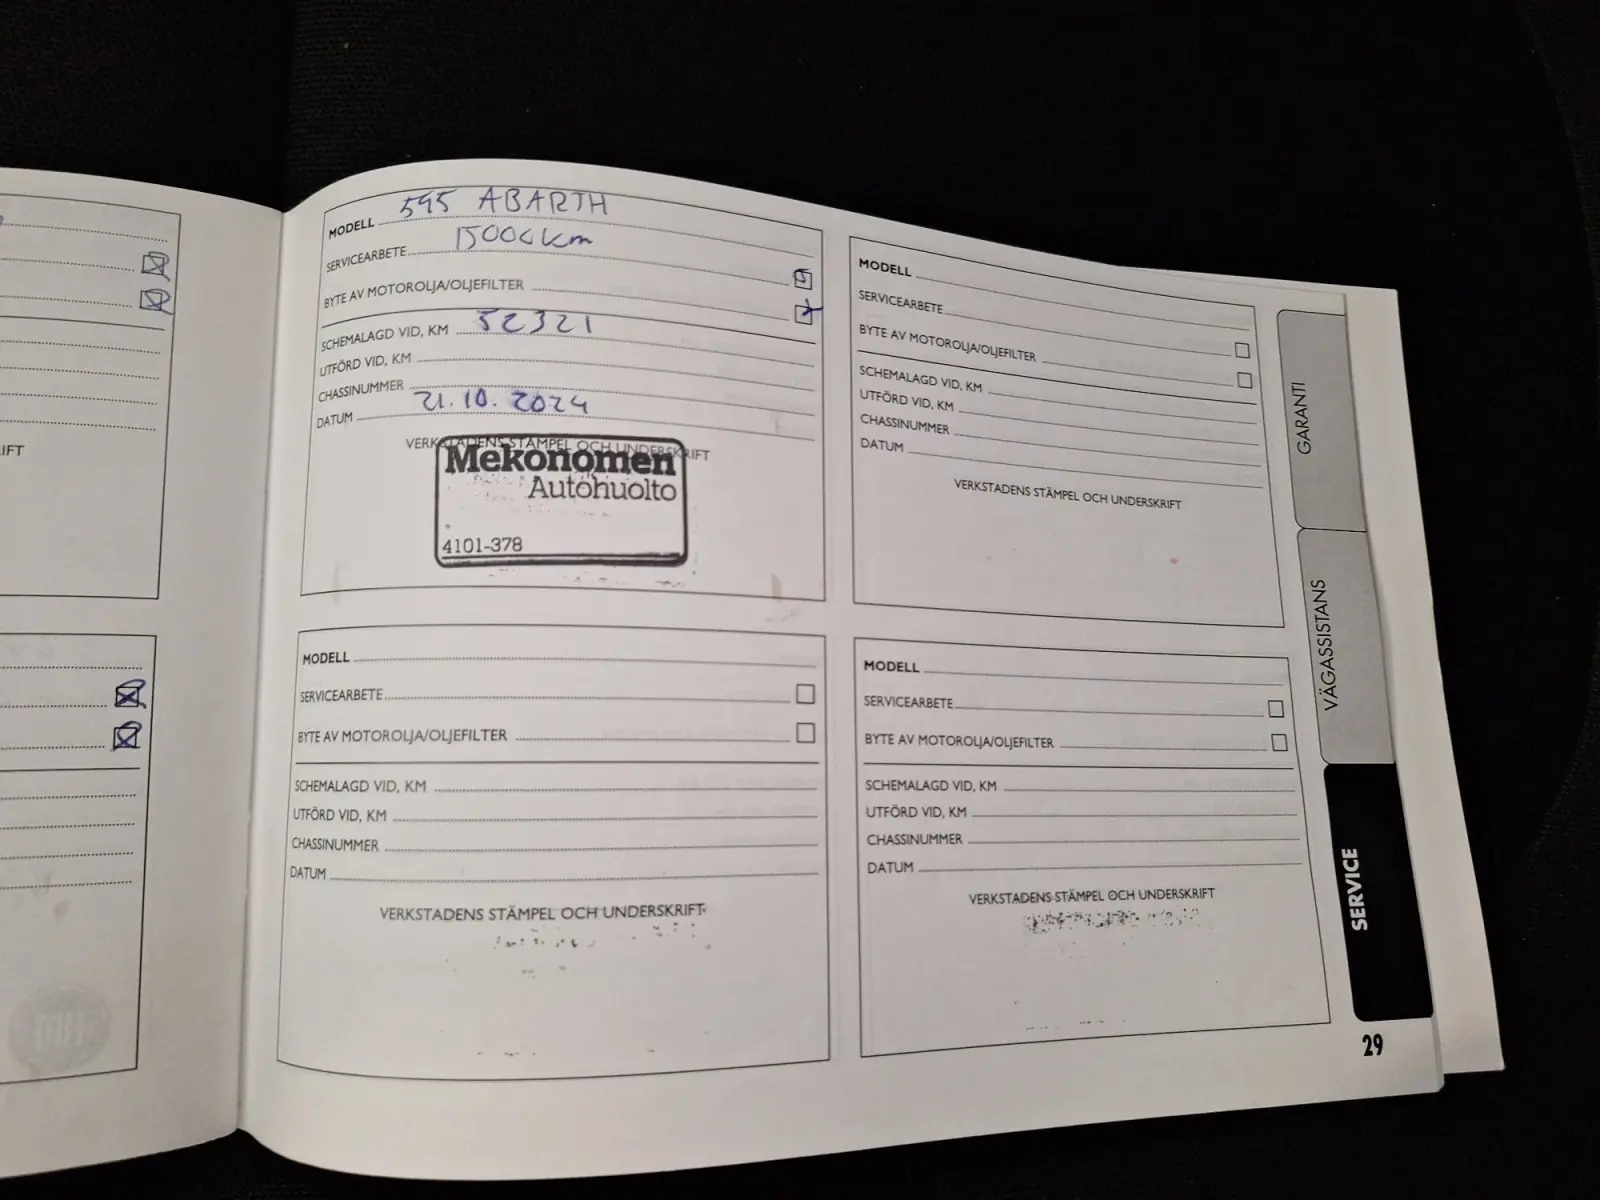 IFT
MODELL 595 ABARTH
SERVICEARBETE 15000km
BYTE AV MOTOROLJA/OLJEFILTER
SCHEMALAGD VID, KM 52321
UTFÖRD VID, KM
CHASSINUMMER
DATUM 21.10.2024
VERKSTADENS STÄMPEL OCH UNDERSKRIFT
Mekonomen
Autohuolto
4101-378
MODELL
SERVICEARBETE
BYTE AV MOTOROLJA/OLJEFILTER
SCHEMALAGD VID, KM
UTFÖRD VID, KM
CHASSINUMMER
DATUM
VERKSTADENS STÄMPEL OCH UNDERSKRIFT
MODELL
SERVICEARBETE
BYTE AV MOTOROLJA/OLJEFILTER
SCHEMALAGD VID, KM
UTFÖRD VID, KM
CHASSINUMMER
DATUM
VERKSTADENS STÄMPEL OCH UNDERSKRIFT
MODELL
SERVICEARBETE
BYTE AV MOTOROLJA/OLJEFILTER
SCHEMALAGD VID, KM
UTFÖRD VID, KM
CHASSINUMMER
DATUM
VERKSTADENS STÄMPEL OCH UNDERSKRIFT
GARANTI
VÄGASSISTANS
SERVICE
29